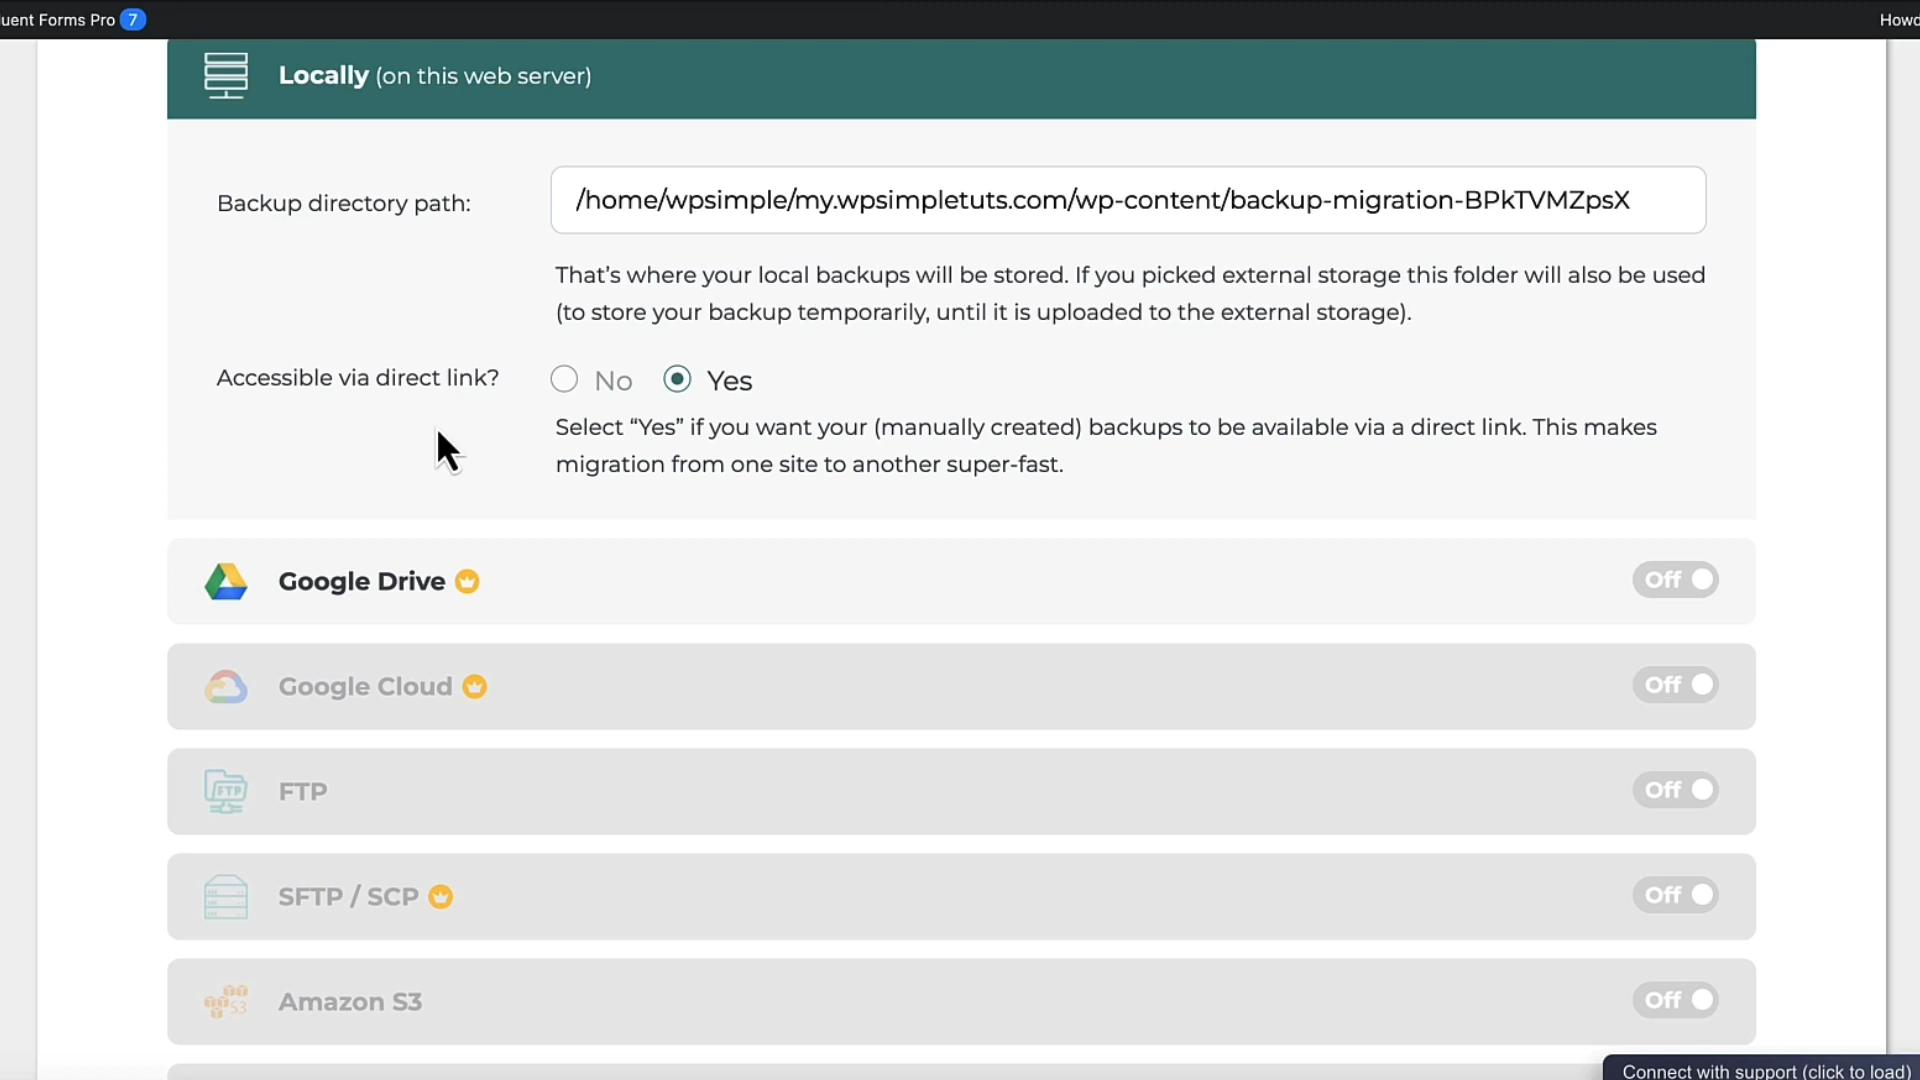 uent Forms Pro 7
Howd
Locally (on this web server)
Backup directory path:
/home/wpsimple/my.wpsimpletuts.com/wp-content/backup-migration-BPkTVMZpsX
That's where your local backups will be stored. If you picked external storage this folder will also be used
(to store your backup temporarily, until it is uploaded to the external storage).
Accessible via direct link?
No
Yes
Select “Yes” if you want your (manually created) backups to be available via a direct link. This makes
migration from one site to another super-fast.
Google Drive
Off
Google Cloud
Off
FTP
FTP
Off
SFTP / SCP
Off
S3
Amazon S3
Off
Connect with support (click to load)